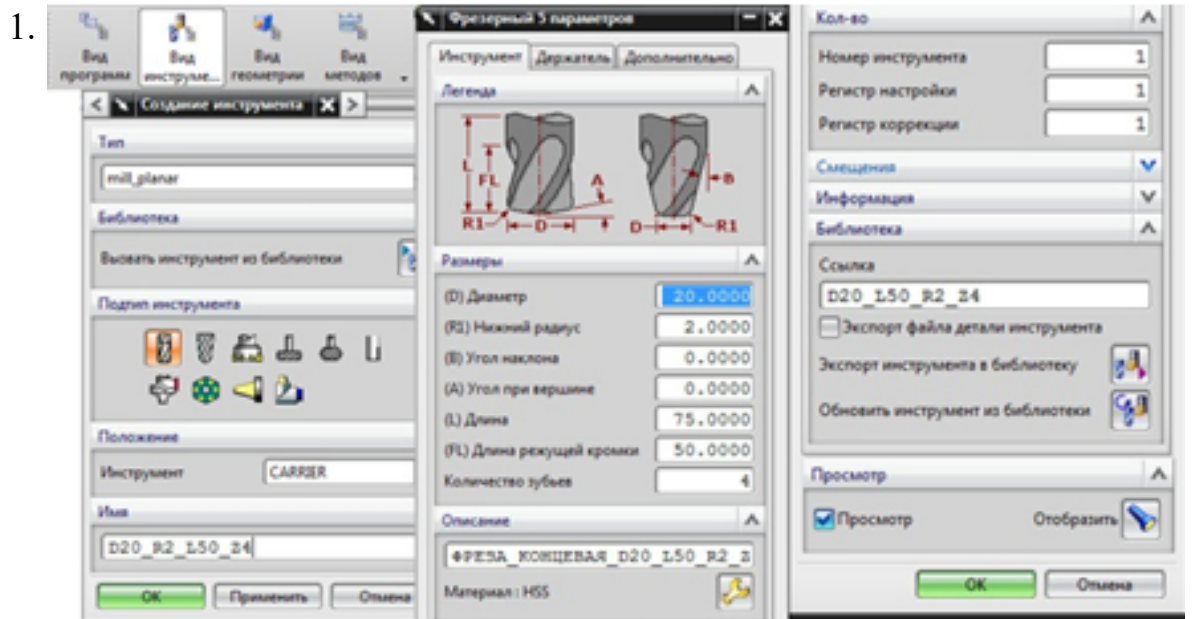 1.
Вид программ
Вид инструме...
Вид геометрии
Вид методов
Создание инструмента
Тип
mill_planar
Библиотека
Вызвать инструмент из библиотеки
Подтип инструмента
Положение
Инструмент
CARRIER
Имя
D20_R2_L50_Z4
OK
Применить
Отмена
Фрезерный 5 параметров
Инструмент
Держатель
Дополнительно
Легенда
L
FL
A
B
R1
D
D
R1
Размеры
(D) Диаметр 20.0000
(R1) Нижний радиус 2.0000
(B) Угол наклона 0.0000
(A) Угол при вершине 0.0000
(L) Длина 75.0000
(FL) Длина режущей кромки 50.0000
Количество зубьев 4
Описание
ФРЕЗА_КОНЦЕВАЯ_D20_L50_R2_Z
Материал : HSS
Кол-во
Номер инструмента 1
Регистр настройки 1
Регистр коррекции 1
Смещения
Информация
Библиотека
Ссылка
D20_L50_R2_Z4
Экспорт файла детали инструмента
Экспорт инструмента в библиотеку
Обновить инструмент из библиотеки
Просмотр
Просмотр
Отобразить
OK
Отмена